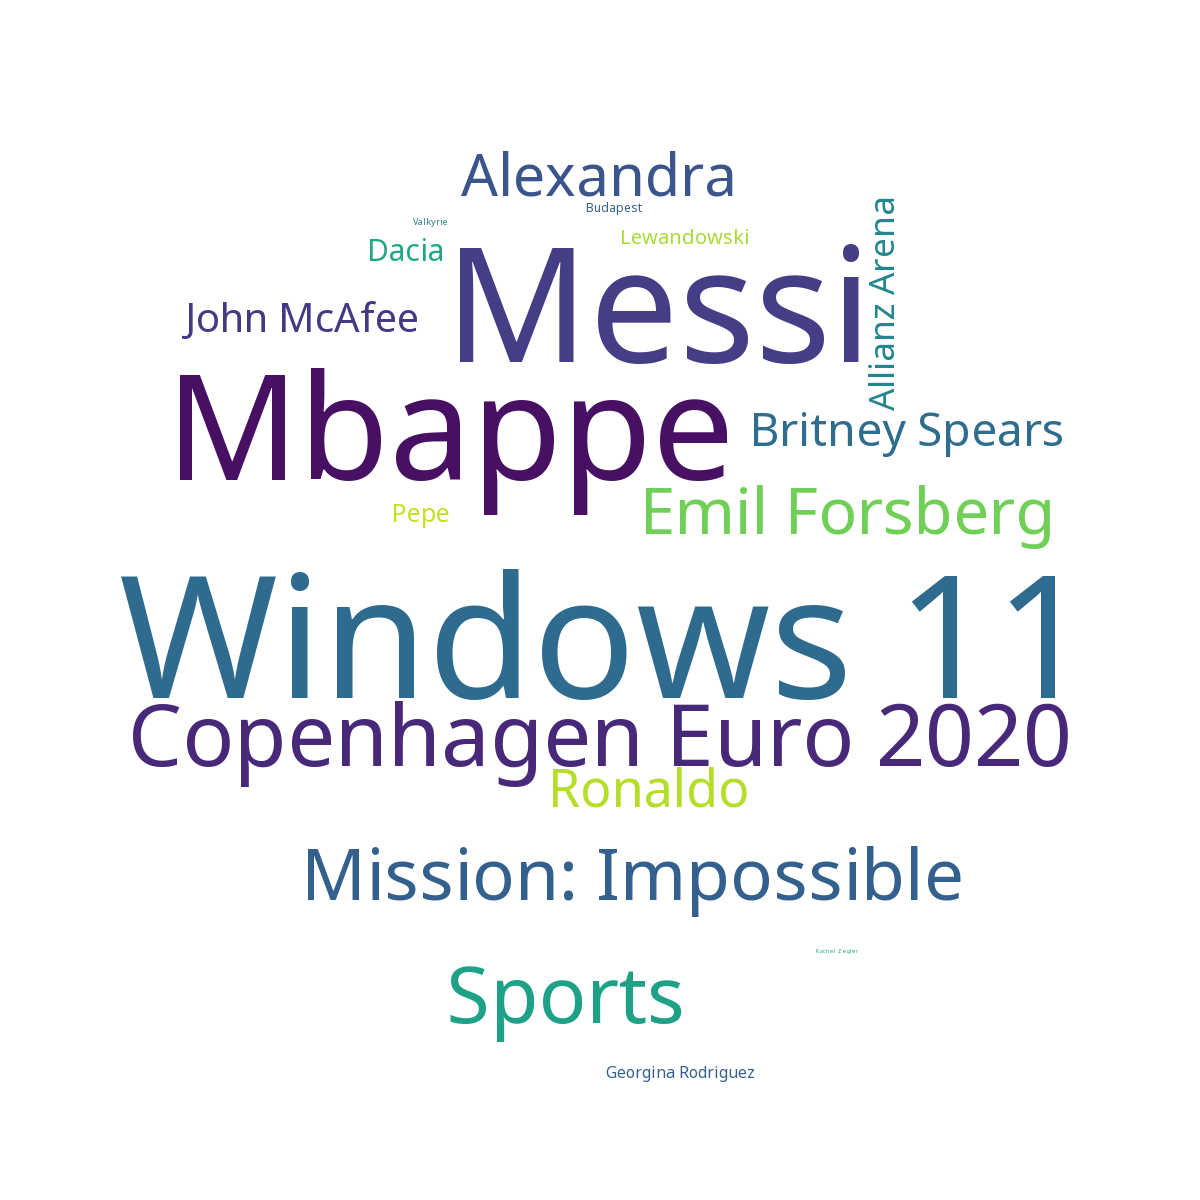 Alexandra
Budapest
Valkyrie
Lewandowski
Dacia
Messi
Allianz Arena
John McAfee
Mbappe
Britney Spears
Pepe
Emil Forsberg
Windows 11
Copenhagen Euro 2020
Ronaldo
Mission: Impossible
Rachel Zegler
Sports
Georgina Rodriguez